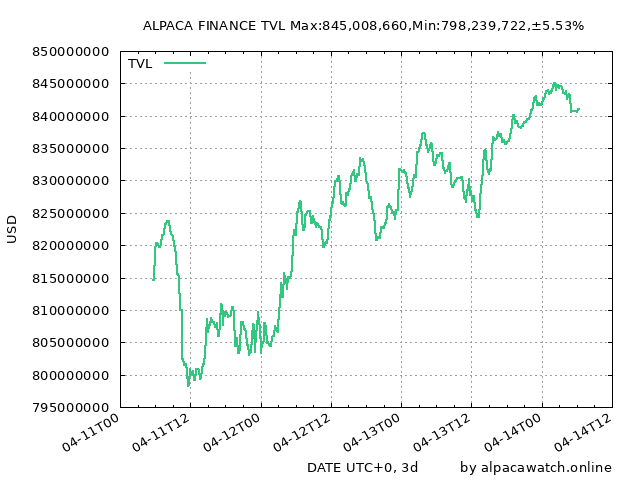 ALPACA FINANCE TVL Max:845,008,660,Min:798,239,722,±5.53%
850000000
TVL
845000000
840000000
835000000
830000000
825000000
USD
820000000
815000000
810000000
805000000
800000000
795000000
04-11T00 04-11T12 04-12T00 04-12T12 04-13T00 04-13T12 04-14T00 04-14T12
DATE UTC+0, 3d by alpacawatch.online